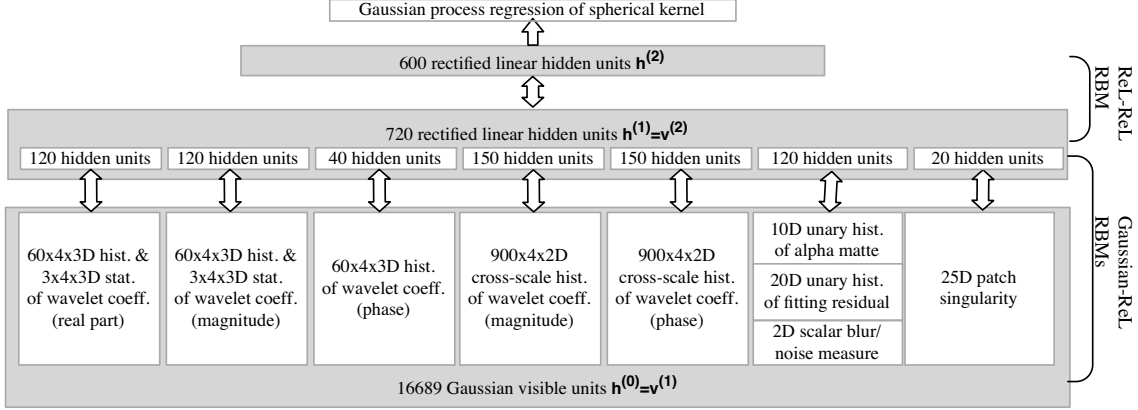 Gaussian process regression of spherical kernel
600 rectified linear hidden units h(2)
ReL-ReL
RBM
720 rectified linear hidden units h(1)=v(2)
120 hidden units
120 hidden units
40 hidden units
150 hidden units
150 hidden units
120 hidden units
20 hidden units
60x4x3D hist. &
3x4x3D stat.
of wavelet coeff.
(real part)
60x4x3D hist. &
3x4x3D stat.
of wavelet coeff.
(magnitude)
60x4x3D hist.
of wavelet coeff.
(phase)
900x4x2D
cross-scale hist.
of wavelet coeff.
(magnitude)
900x4x2D
cross-scale hist.
of wavelet coeff.
(phase)
10D unary hist.
of alpha matte
20D unary hist.
of fitting residual
2D scalar blur/
noise measure
25D patch
singularity
Gaussian-ReL
RBMs
16689 Gaussian visible units h(0)=v(1)